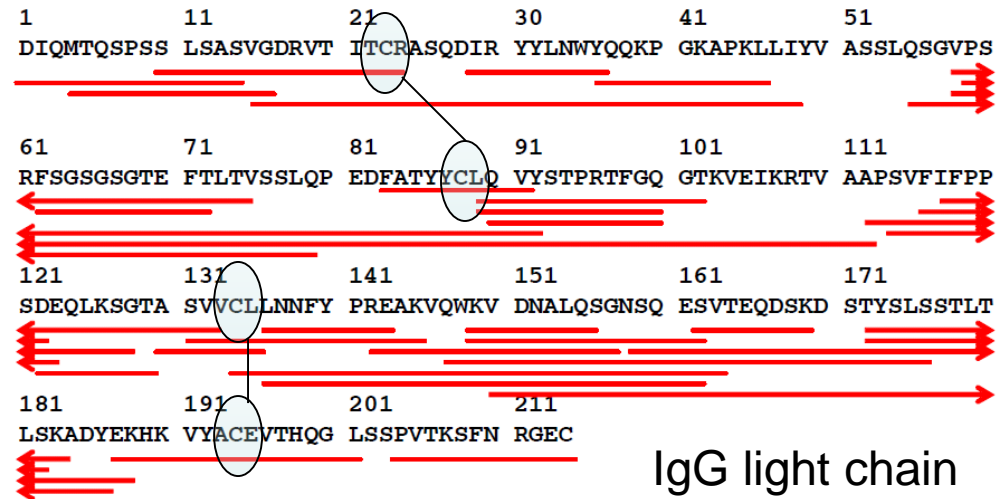 1 11 21 30 41 51
DIQMTQSPSS LSASVGDRVT ITCRASQDIR YYLNWYQQKP GKAPKLLIYV ASSLQSGVPS
61 71 81 91 101 111
RFSGSGSGTE FTLTVSSLQP EDFATYYCLQ VYSTPRTFGQ GTKVEIKRTV AAPSVFIFPP
121 131 141 151 161 171
SDEQLKSGTA SVVCLLNNFY PREAKVQWKV DNALQSGNSQ ESVTEQDSKD STYSLSSTLT
181 191 201 211
LSKADYEKHK VYACEVTHQG LSSPVTKSFN RGEC
IgG light chain